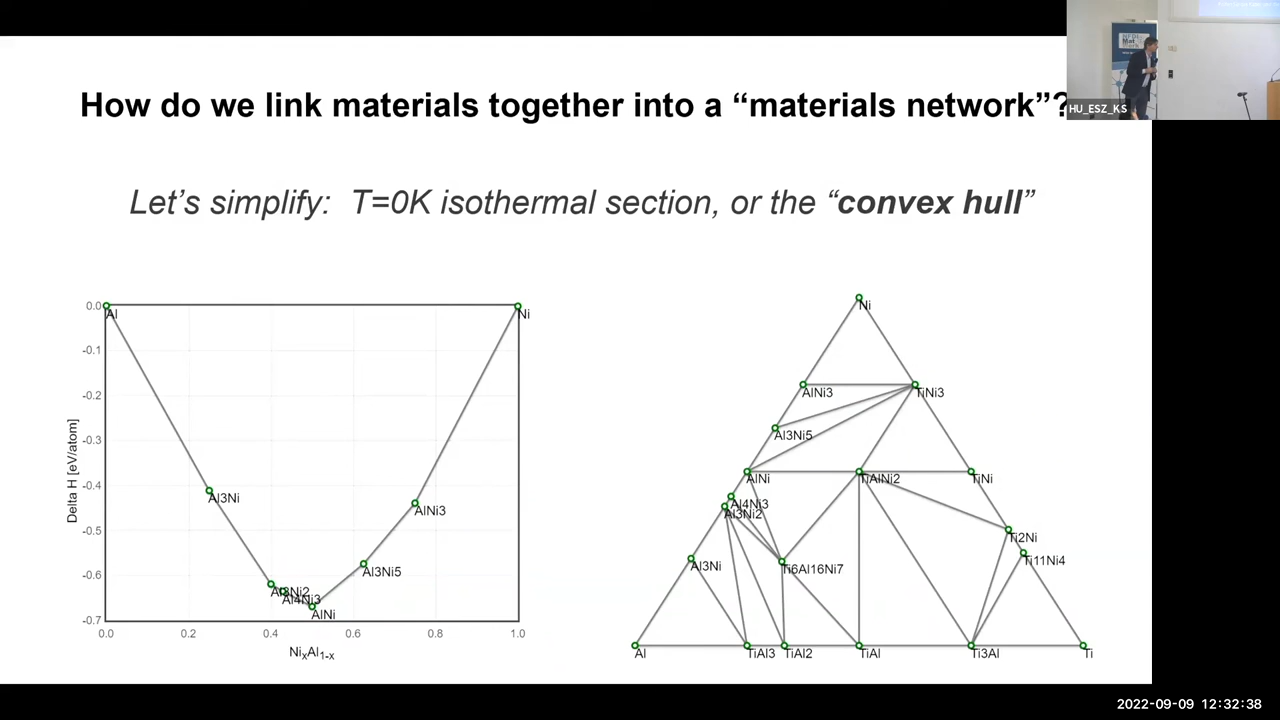 How do we link materials together into a “materials network”?
Let’s simplify: T=0K isothermal section, or the “convex hull”
NFDI
Mat
werk
HU_ESZ_KS
0.0
-0.1
-0.2
-0.3
-0.4
-0.5
-0.6
-0.7
Delta H [eV/atom]
Al
Ni
Al3Ni
AlNi3
Al3Ni5
Al3Ni2
Al4Ni3
AlNi
0.0 0.2 0.4 0.6 0.8 1.0
NixAl1-x
Ni
AlNi3
TiNi3
Al3Ni5
AlNi
TiAlNi2
TiNi
Al4Ni3
Al3Ni2
Ti2Ni
Al3Ni
Ti6Al16Ni7
Ti11Ni4
Al
TiAl3
TiAl2
TiAl
Ti3Al
Ti
2022-09-09 12:32:38